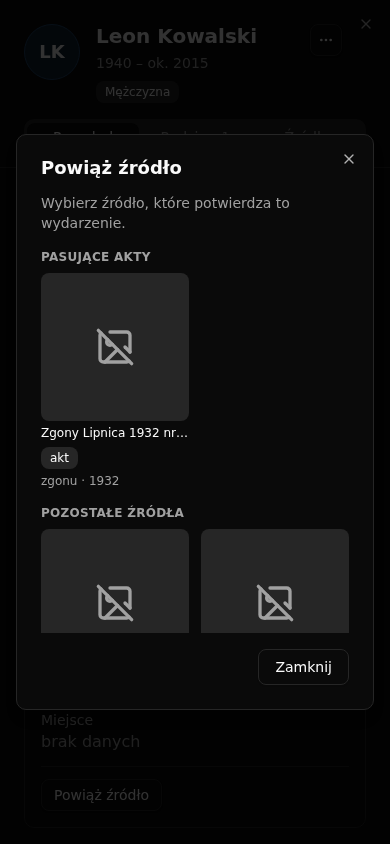 LK
Leon Kowalski
1940 – ok. 2015
Mężczyzna
Powiąż źródło
Wybierz źródło, które potwierdza to
wydarzenie.
PASUJĄCE AKTY
Zgony Lipnica 1932 nr...
akt
zgonu · 1932
POZOSTAŁE ŹRÓDŁA
Zamknij
Miejsce
brak danych
Powiąż źródło